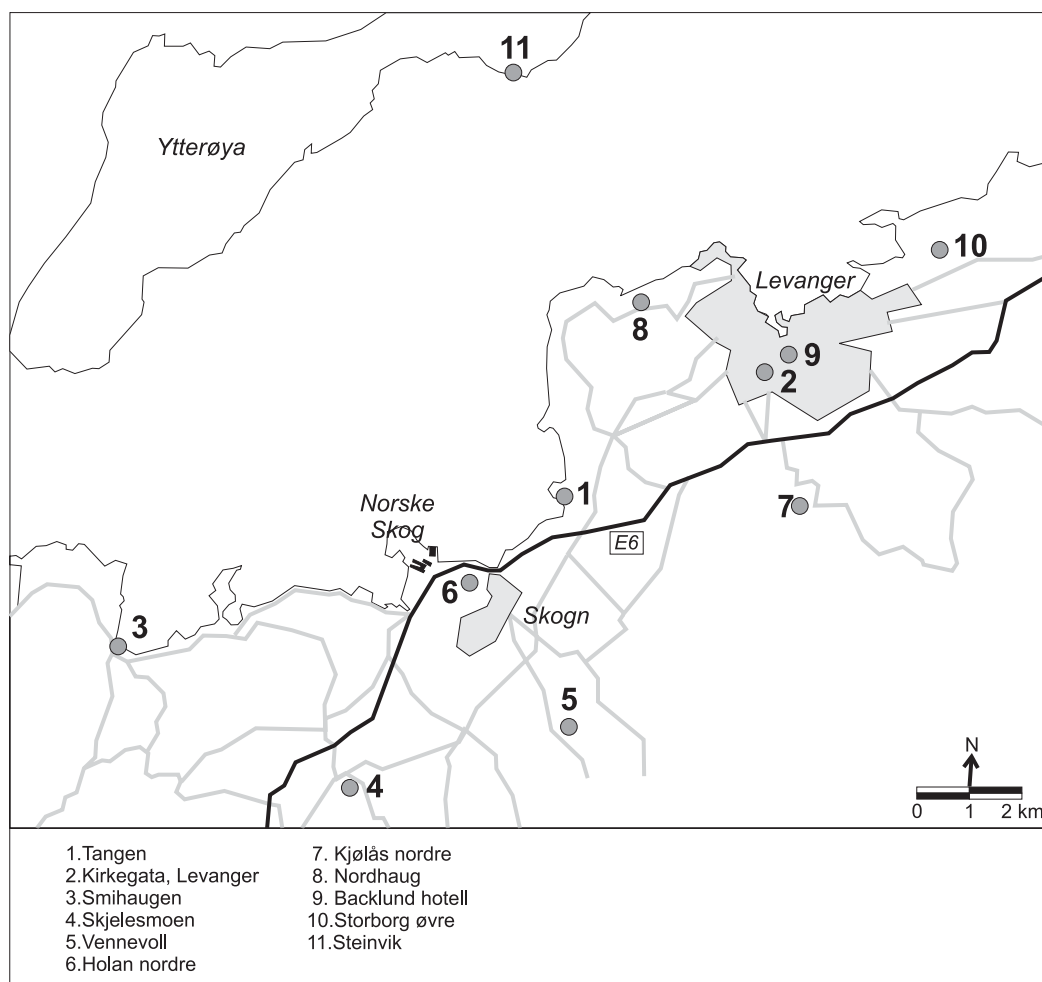 11
Ytterøya
10
Levanger
8
9
2
1
Norske
Skog
7
E6
6
Skogn
3
5
N
4
0 1 2 km
1.Tangen
2.Kirkegata, Levanger
3.Smihaugen
4.Skjelesmoen
5.Vennevoll
6.Holan nordre
7. Kjølås nordre
8. Nordhaug
9. Backlund hotell
10.Storborg øvre
11.Steinvik